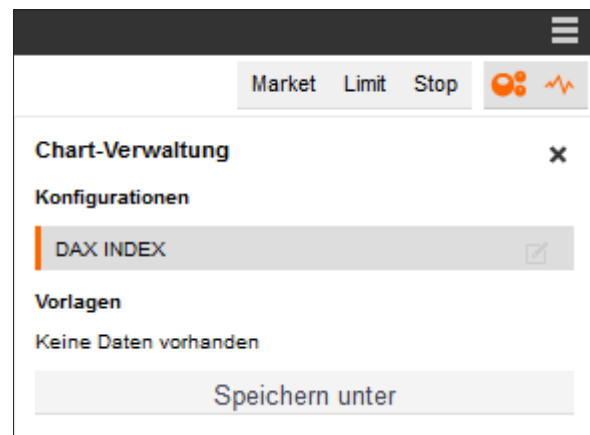 Market Limit Stop
Chart-Verwaltung
Konfigurationen
DAX INDEX
Vorlagen
Keine Daten vorhanden
Speichern unter